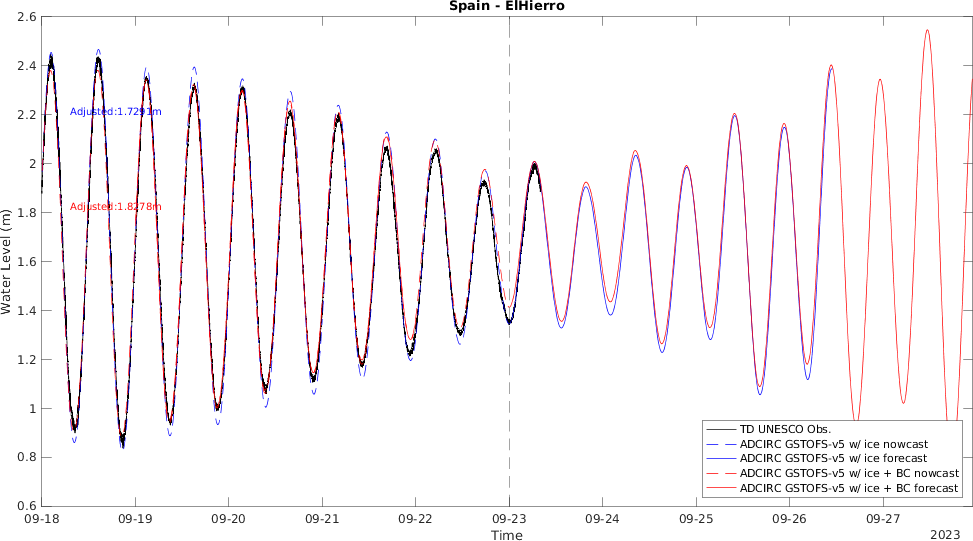 Spain - ElHierro
2.6
2.4
2.2
2
1.8
1.6
1.4
1.2
1
0.8
0.6
Water Level (m)
Adjusted:1.7291m
Adjusted:1.8278m
TD UNESCO Obs.
ADCIRC GSTOFS-v5 w/ ice nowcast
ADCIRC GSTOFS-v5 w/ ice forecast
ADCIRC GSTOFS-v5 w/ ice + BC nowcast
ADCIRC GSTOFS-v5 w/ ice + BC forecast
09-18 09-19 09-20 09-21 09-22 09-23 09-24 09-25 09-26 09-27
Time
2023